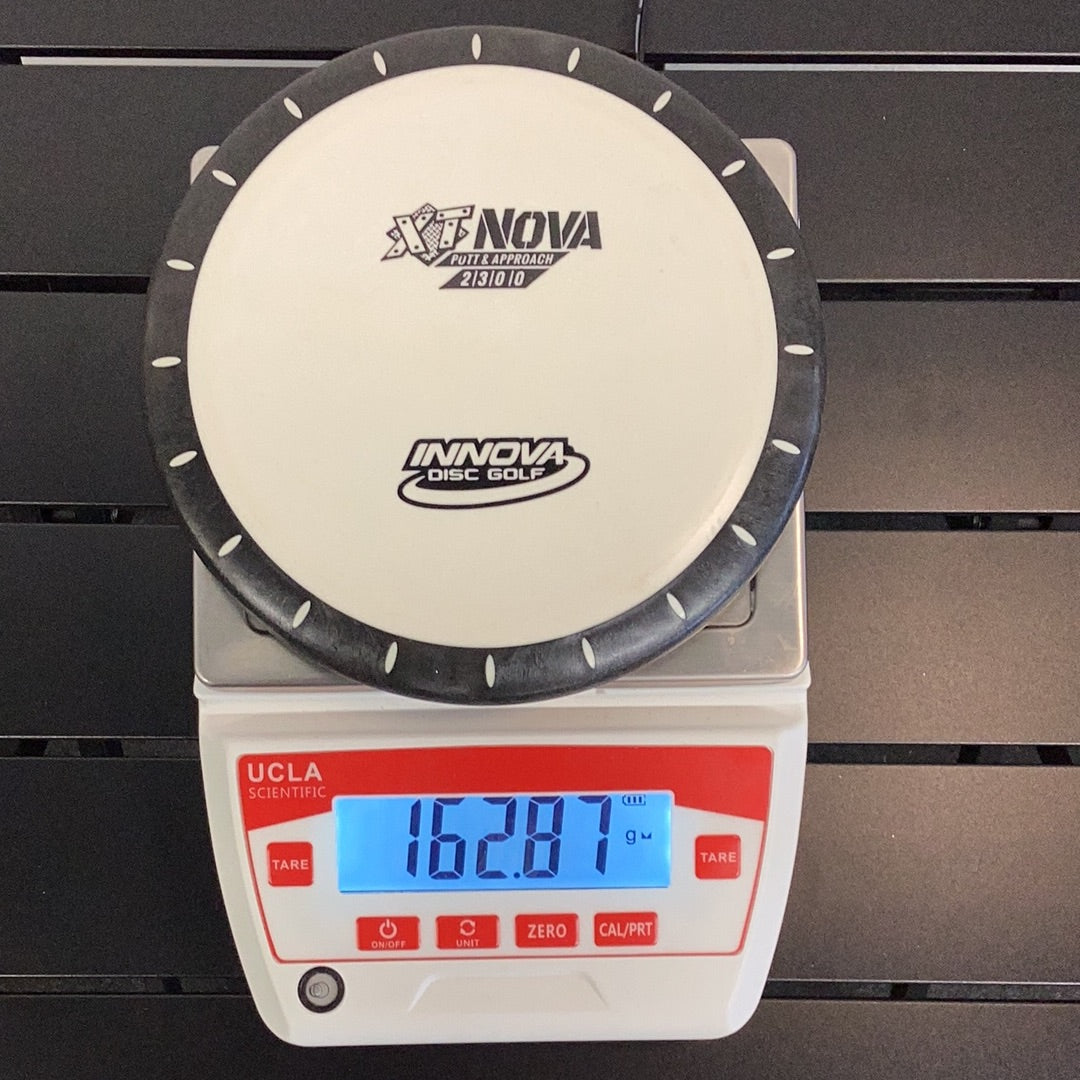 XT NOVA
PUTT & APPROACH
2|3|0|0
INNOVA
DISC GOLF
UCLA
SCIENTIFIC
162.87 g
TARE
TARE
ON/OFF
UNIT
ZERO
CAL/PRT